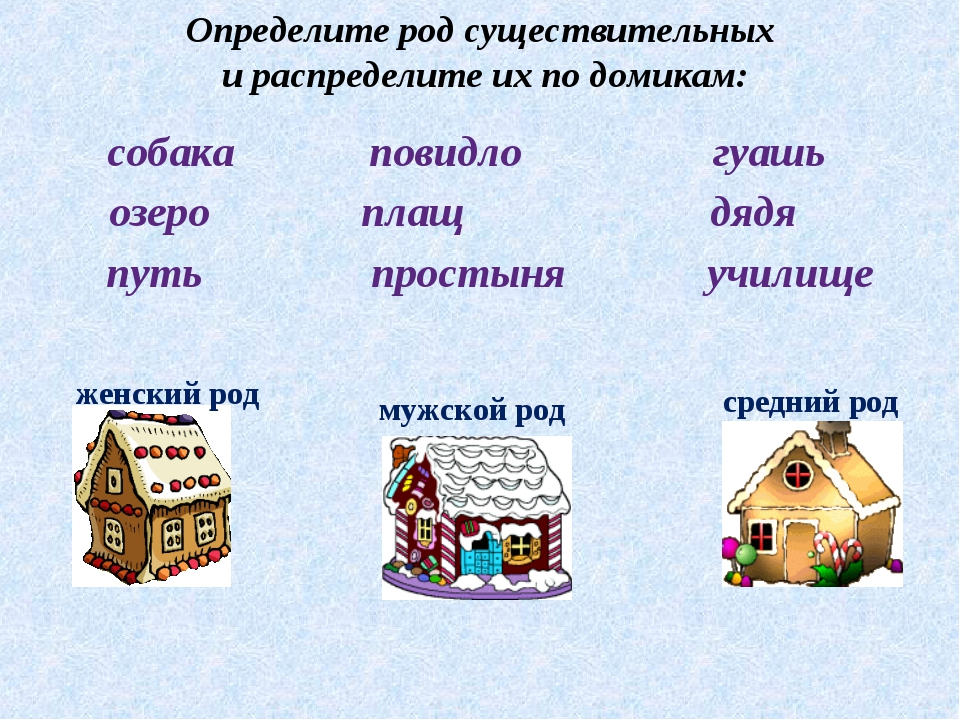 Определите род существительных
и распределите их по домикам:
собака повидло гуашь
озеро плащ дядя
путь простыня училище
женский род мужской род средний род